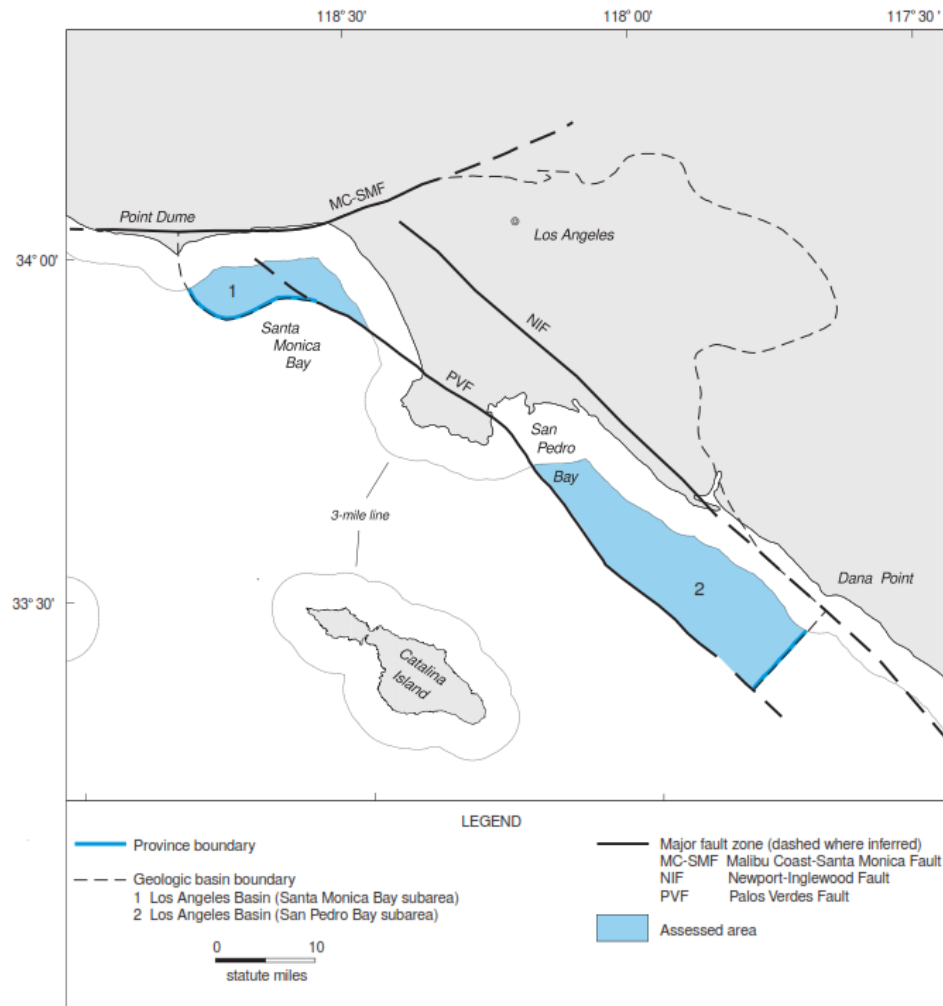 118° 30'
118° 00'
117° 30'
MC-SMF
Point Dume
Los Angeles
34° 00'
1
NIF
Santa
Monica
Bay
PVF
San
Pedro
Bay
3-mile line
2
Dana Point
33° 30'
Catalina
Island
LEGEND
Province boundary
Geologic basin boundary
1 Los Angeles Basin (Santa Monica Bay subarea)
2 Los Angeles Basin (San Pedro Bay subarea)
0 10
statute miles
Major fault zone (dashed where inferred)
MC-SMF Malibu Coast-Santa Monica Fault
NIF Newport-Inglewood Fault
PVF Palos Verdes Fault
Assessed area